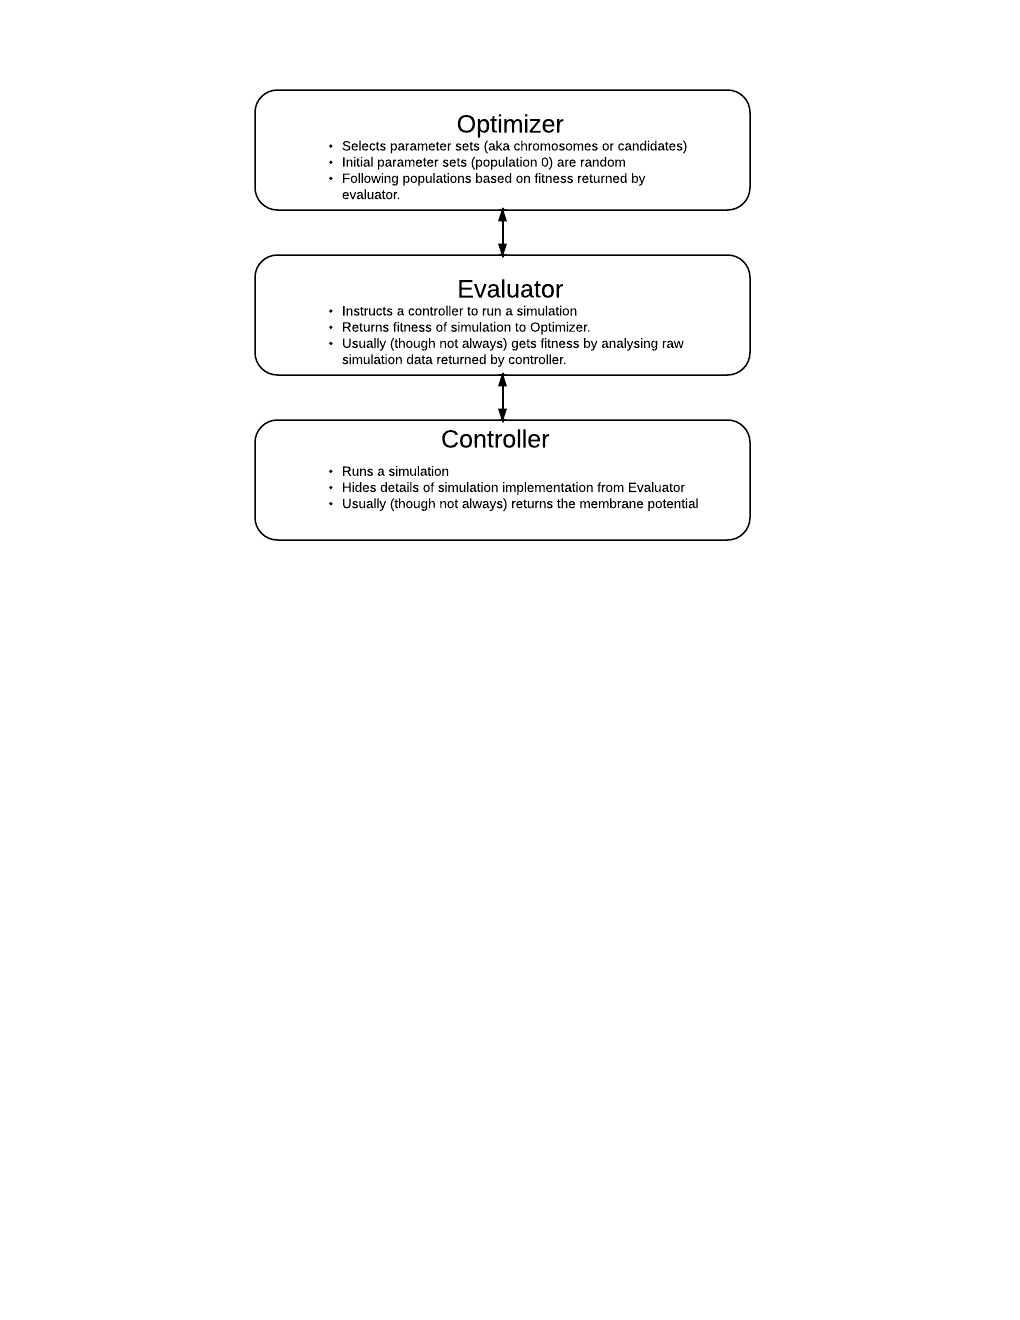 Optimizer
• Selects parameter sets (aka chromosomes or candidates)
• Initial parameter sets (population 0) are random
• Following populations based on fitness returned by
evaluator.
Evaluator
• Instructs a controller to run a simulation
• Returns fitness of simulation to Optimizer.
• Usually (though not always) gets fitness by analysing raw
simulation data returned by controller.
Controller
• Runs a simulation
• Hides details of simulation implementation from Evaluator
• Usually (though not always) returns the membrane potential